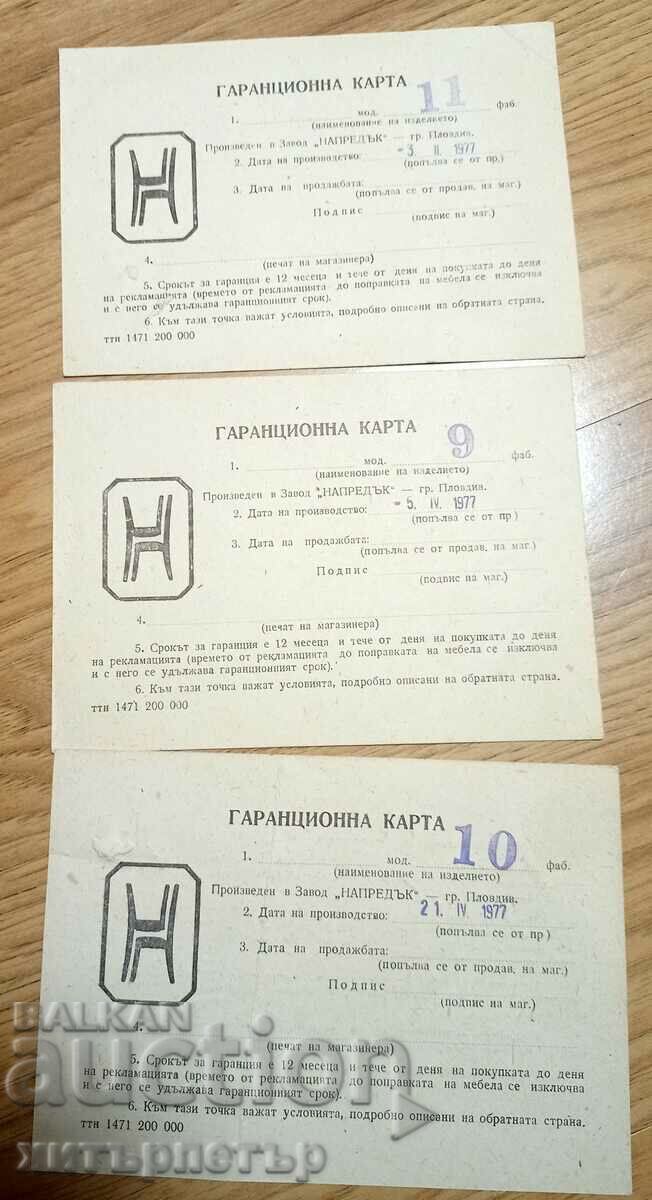 ГАРАНЦИОННА КАРТА
1. мод. 11 фаб.
(наименование на изделието)
Произведен в Завод „НАПРЕДЪК“ — гр. Пловдив.
2. Дата на производство: -3. II. 1977
(попълва се от пр.)
3. Дата на продажбата:
(попълва се от продав. на маг.)
Подпис
(подпис на маг.)
4.
(печат на магазинера)
5. Срокът за гаранция е 12 месеца и тече от деня на покупката до деня
на рекламацията (времето от рекламацията до поправката на мебела се изключва
и с него се удължава гаранционният срок).
6. Към тази точка важат условията, подробно описани на обратната страна.
ттн 1471 200 000
ГАРАНЦИОННА КАРТА
1. мод. 9 фаб.
(наименование на изделието)
Произведен в Завод „НАПРЕДЪК“ — гр. Пловдив.
2. Дата на производство: -5. IV. 1977
(попълва се от пр)
3. Дата на продажбата:
(попълва се от продав. на маг.)
Подпис
(подпис на маг.)
4.
(печат на магазинера)
5. Срокът за гаранция е 12 месеца и тече от деня на покупката до деня
на рекламацията (времето от рекламацията до поправката на мебела се изключва
и с него се удължава гаранционният срок).
6. Към тази точка важат условията, подробно описани на обратната страна.
ттн 1471 200 000
ГАРАНЦИОННА КАРТА
1. мод. 10 фаб.
(наименование на изделието)
Произведен в Завод „НАПРЕДЪК“ — гр. Пловдив.
2. Дата на производство: 21. IV 1977
(попълва се от пр)
3. Дата на продажбата:
(попълва се от продав. на маг.)
Подпис
(подпис на маг.)
4.
(печат на магазинера)
5. Срокът за гаранция е 12 месеца и тече от деня на покупката до деня
на рекламацията (времето от рекламацията до поправката на мебела се изключва
и с него се удължава гаранционният срок).
6. Към тази точка важат условията, подробно описани на обратната страна.
ттн 1471 200 000
BALKAN
auction
хитърпетър